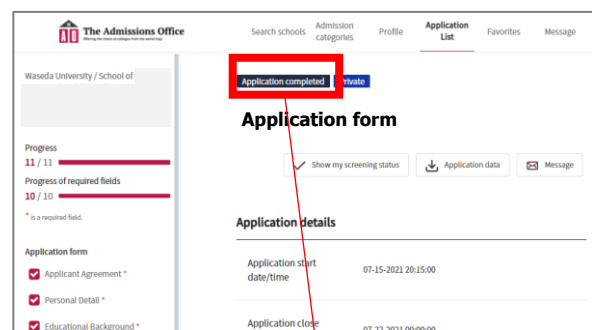 The Admissions Office
Offering the choice of colleges from the world map
Search schools
Admission
categories
Profile
Application
List
Favorites
Message
Waseda University / School of
Progress
11 / 11
Progress of required fields
10 / 10
* is a required field.
Application form
Applicant Agreement *
Personal Detail *
Educational Background *
Application completed
Private
Application form
Show my screening status
Application data
Message
Application details
Application start
date/time
07-15-2021 20:15:00
Application close